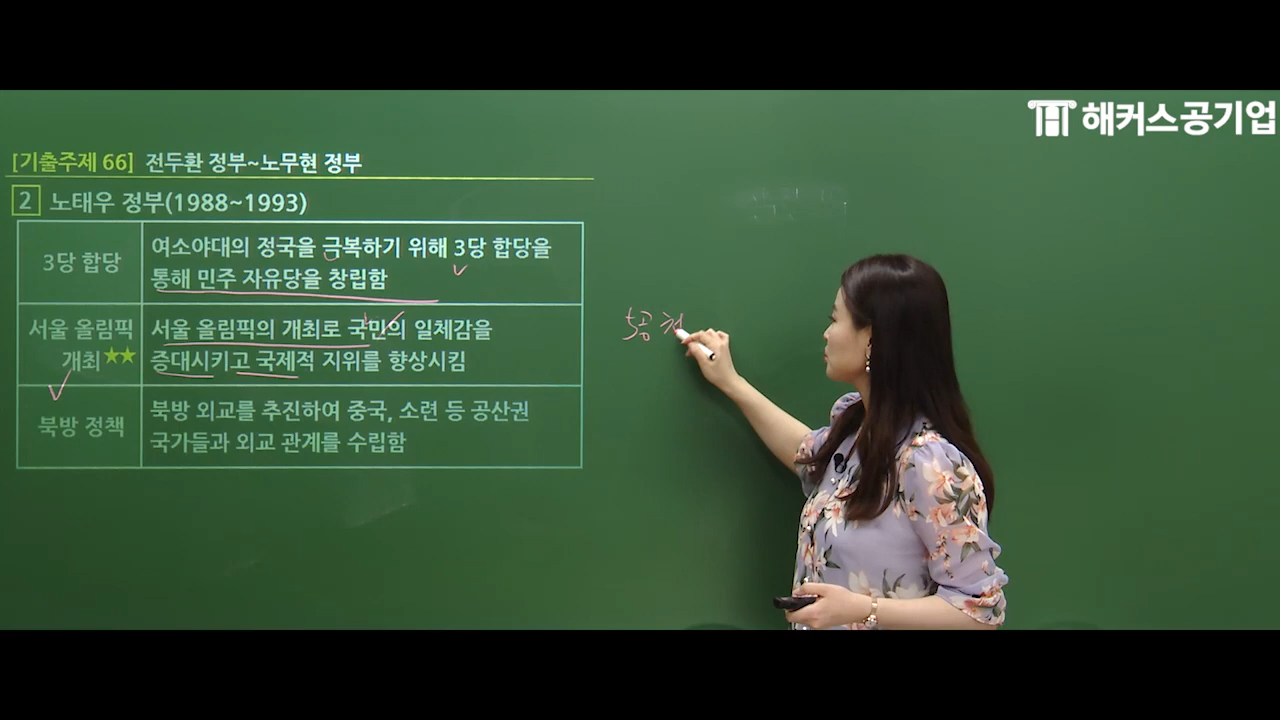 해커스공기업
[기출주제 66] 전두환 정부~노무현 정부
2 노태우 정부(1988~1993)
3당 합당
여소야대의 정국을 극복하기 위해 3당 합당을
통해 민주 자유당을 창립함
서울 올림픽
개최★★
서울 올림픽의 개최로 국민의 일체감을
증대시키고 국제적 지위를 향상시킴
북방 정책
북방 외교를 추진하여 중국, 소련 등 공산권
국가들과 외교 관계를 수립함
5공